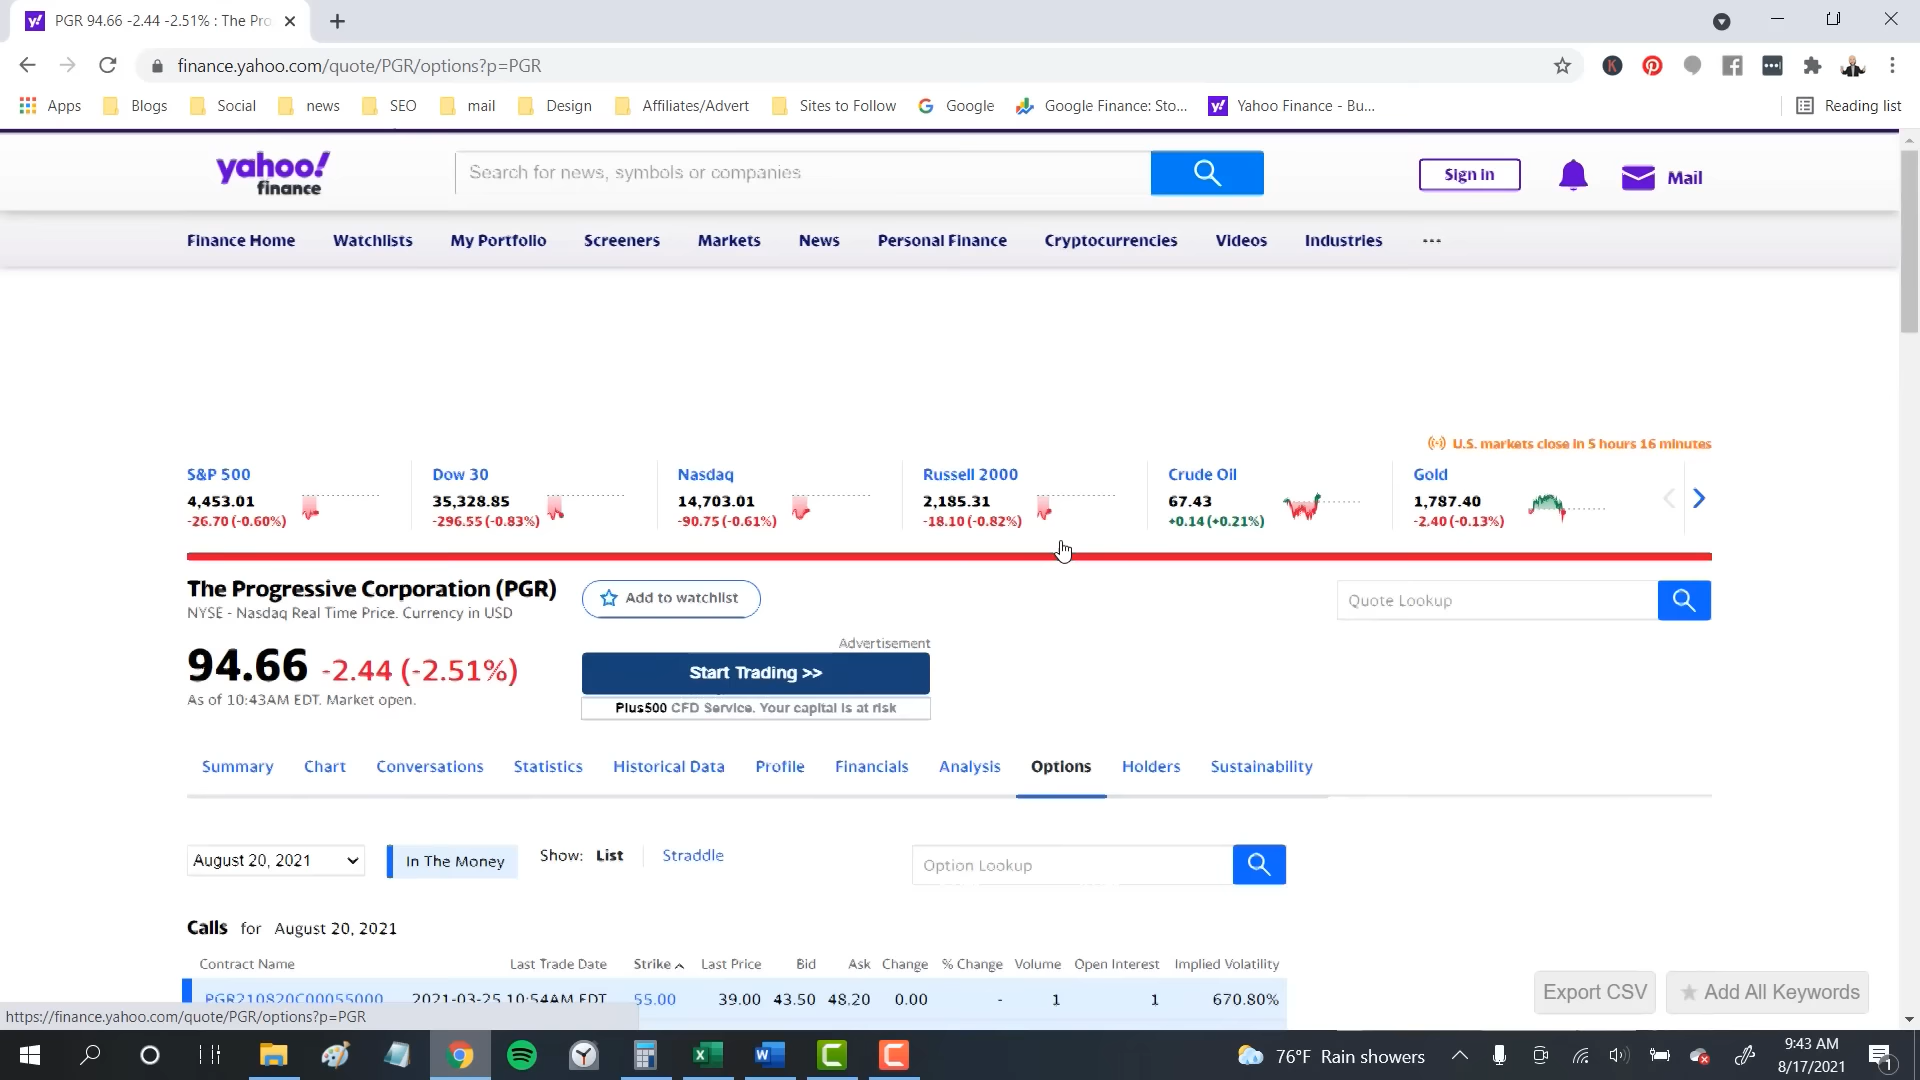 PGR 94.66 -2.44 -2.51% : The Pro
finance.yahoo.com/quote/PGR/options?p=PGR
Apps Blogs Social news SEO mail Design Affiliates/Advert Sites to Follow Google Google Finance: Sto... Yahoo Finance - Bu... Reading list
yahoo!
finance
Search for news, symbols or companies
Sign in
Mail
Finance Home Watchlists My Portfolio Screeners Markets News Personal Finance Cryptocurrencies Videos Industries ...
U.S. markets close in 5 hours 16 minutes
S&P 500 Dow 30 Nasdaq Russell 2000 Crude Oil Gold
4,453.01 35,328.85 14,703.01 2,185.31 67.43 1,787.40
-26.70 (-0.60%) -296.55 (-0.83%) -90.75 (-0.61%) -18.10 (-0.82%) +0.14 (+0.21%) -2.40 (-0.13%)
The Progressive Corporation (PGR)
Add to watchlist
Quote Lookup
NYSE - Nasdaq Real Time Price. Currency in USD
Advertisement
94.66 -2.44 (-2.51%)
Start Trading >>
As of 10:43AM EDT. Market open.
Plus500 CFD Service. Your capital is at risk
Summary Chart Conversations Statistics Historical Data Profile Financials Analysis Options Holders Sustainability
August 20, 2021 In The Money Show: List Straddle Option Lookup
Calls for August 20, 2021
Contract Name Last Trade Date Strike Last Price Bid Ask Change % Change Volume Open Interest Implied Volatility
PGR210820C00055000 2021-03-25 10:54AM EDT 55.00 39.00 43.50 48.20 0.00 - 1 1 670.80%
Export CSV Add All Keywords
https://finance.yahoo.com/quote/PGR/options?p=PGR
76°F Rain showers
9:43 AM
8/17/2021
1